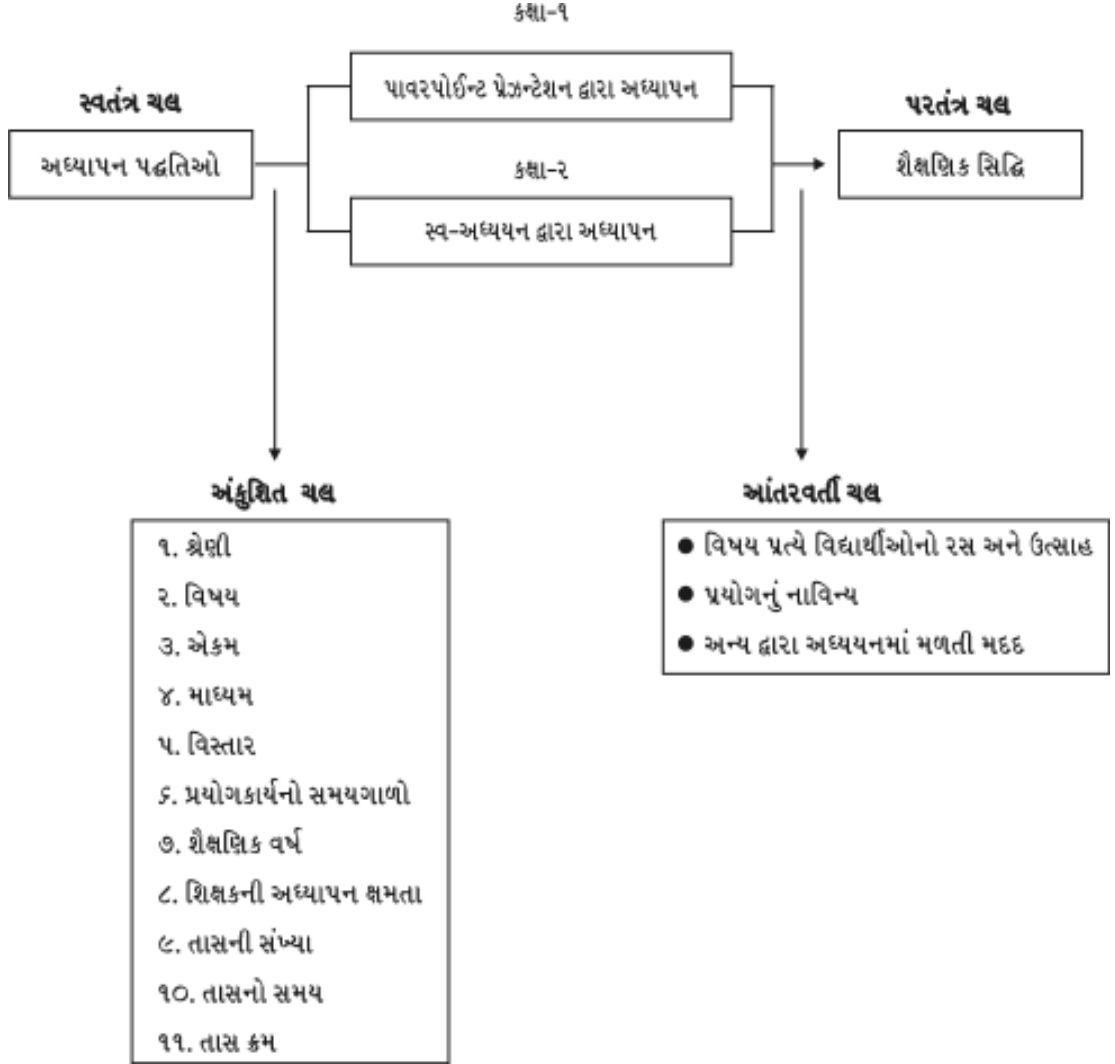 કક્ષા-૧
પાવરપોઈન્ટ પ્રેઝન્ટેશન દ્વારા અધ્યાપન
સ્વતંત્ર ચલ
અધ્યાપન પદ્ધતિઓ
કક્ષા-૨
સ્વ-અધ્યયન દ્વારા અધ્યાપન
પરતંત્ર ચલ
શૈક્ષણિક સિદ્ધિ
અંકુશિત ચલ
૧. શ્રેણી
૨. વિષય
૩. એકમ
૪. માધ્યમ
૫. વિસ્તાર
૬. પ્રયોગકાર્યનો સમયગાળો
૭. શૈક્ષણિક વર્ષ
૮. શિક્ષકની અધ્યાપન ક્ષમતા
૯. તાસની સંખ્યા
૧૦. તાસનો સમય
૧૧. તાસ ક્રમ
આંતરવર્તી ચલ
● વિષય પ્રત્યે વિદ્યાર્થીઓનો રસ અને ઉત્સાહ
● પ્રયોગનું નાવિન્ય
● અન્ય દ્વારા અધ્યયનમાં મળતી મદદ